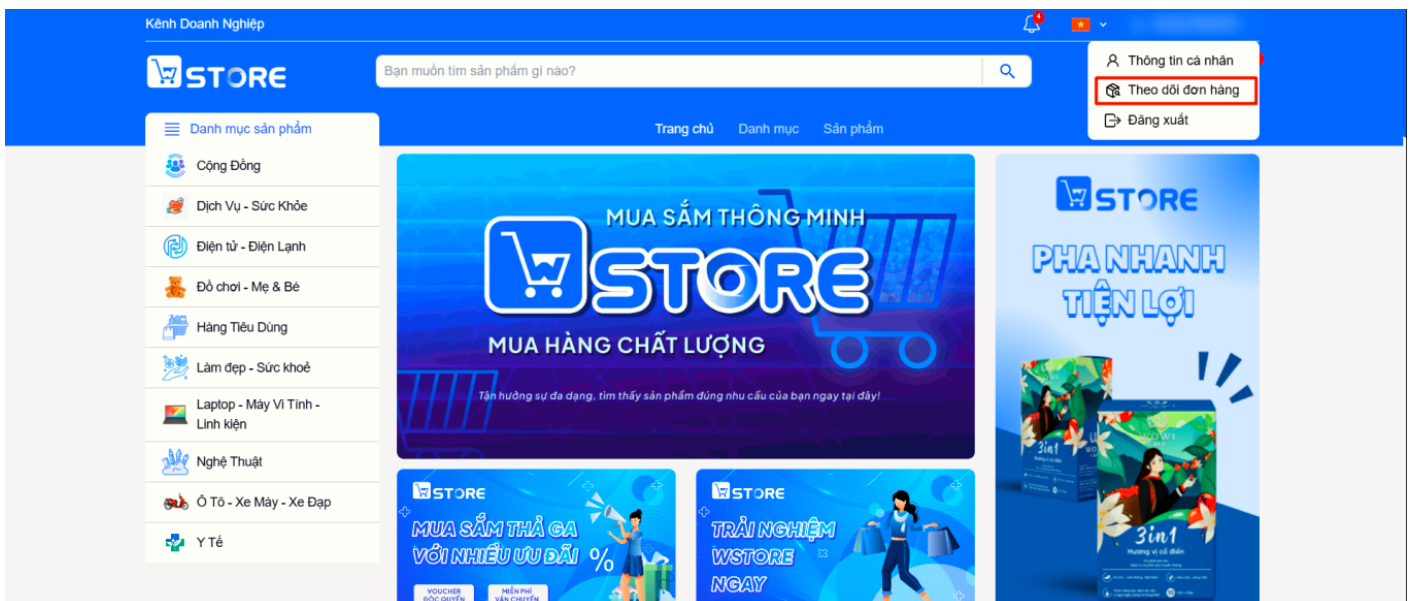 Kênh Doanh Nghiệp
4
STORE
Bạn muốn tìm sản phẩm gì nào?
Thông tin cá nhân
Theo dõi đơn hàng
Đăng xuất
Danh mục sản phẩm
Trang chủ Danh mục Sản phẩm
Cộng Đồng
Dịch Vụ - Sức Khỏe
Điện tử - Điện Lạnh
Đồ chơi - Mẹ & Bé
Hàng Tiêu Dùng
Làm đẹp - Sức khoẻ
Laptop - Máy Vi Tính -
Linh kiện
Nghệ Thuật
Ô Tô - Xe Máy - Xe Đạp
Y Tế
MUA SẮM THÔNG MINH
W STORE
MUA HÀNG CHẤT LƯỢNG
Tận hưởng sự đa dạng, tìm thấy sản phẩm đúng nhu cầu của bạn ngay tại đây!
STORE
MUA SẮM THẢ GA
VỚI NHIỀU ƯU ĐÃI %
VOUCHER
ĐỘC QUYỀN
MIỄN PHÍ
VẬN CHUYỂN
STORE
TRẢI NGHIỆM
WSTORE
NGAY
STORE
PHA NHANH
TIỆN LỢI
3in1
WOWI
3in1
Hương vị cổ điển